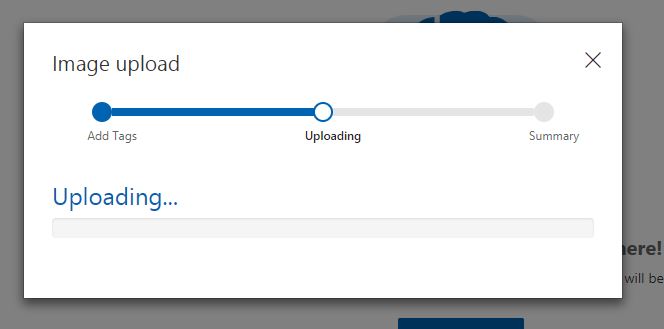 Image upload
Add Tags
Uploading
Summary
Uploading...
here!
will be